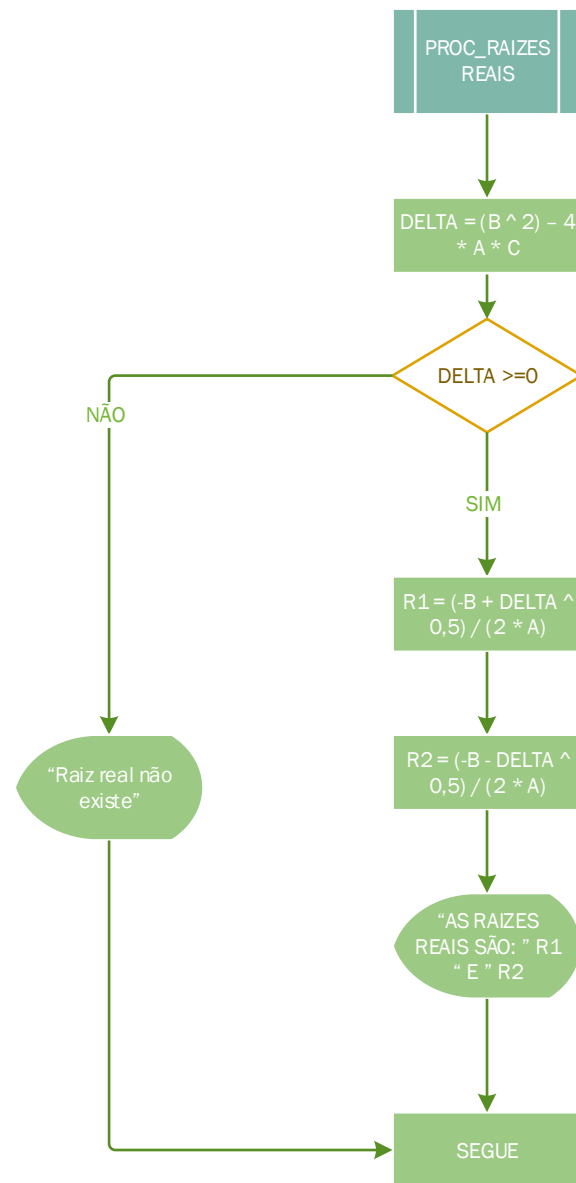 PROC_RAIZES
REAIS
DELTA = (B ^ 2) – 4
* A * C
DELTA >=0
NÃO
SIM
R1 = (-B + DELTA ^
0,5) / (2 * A)
R2 = (-B - DELTA ^
0,5) / (2 * A)
“Raiz real não
existe”
“AS RAIZES
REAIS SÃO: ” R1
“ E ” R2
SEGUE